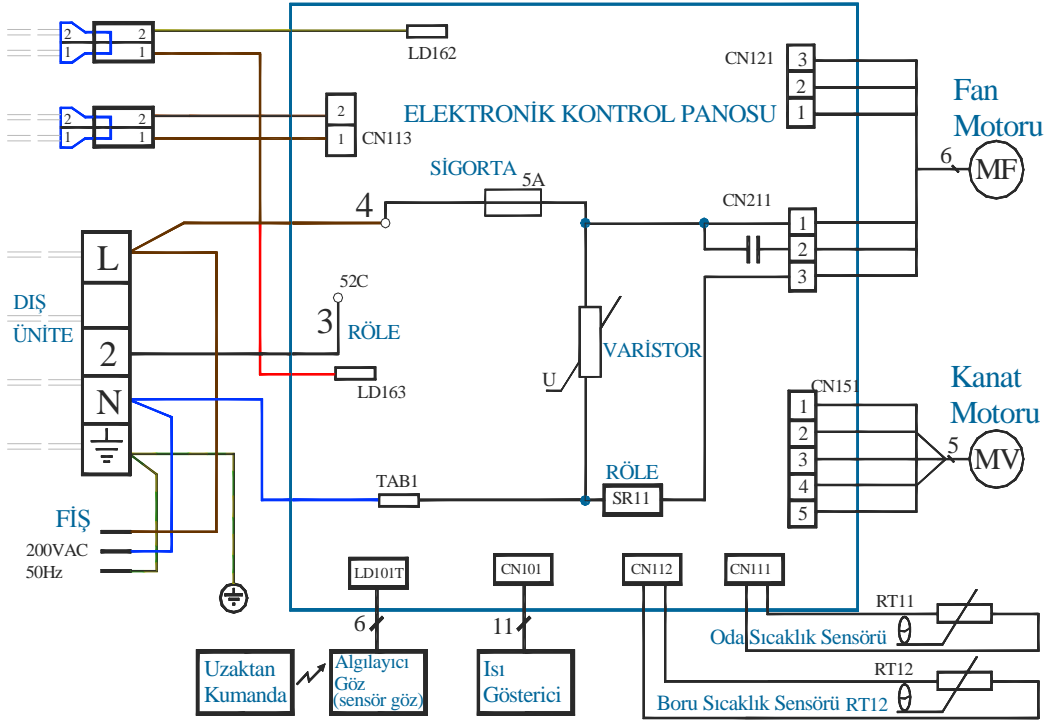 2 2
1 1
LD162
2 2
1 1
2
1
CN113
ELEKTRONİK KONTROL PANOSU
CN121
3
2
1
Fan
Motoru
6
MF
SİGORTA
5A
4
CN211
1
2
3
L
2
N
DIŞ
ÜNİTE
52C
3
RÖLE
LD163
VARİSTOR
U
CN151
1
2
3
4
5
Kanat
Motoru
5
MV
TAB1
RÖLE
SR11
FİŞ
200VAC
50Hz
LD101T
CN101
CN112
CN111
6
11
RT11
Oda Sıcaklık Sensörü
RT12
Boru Sıcaklık Sensörü RT12
Uzaktan
Kumanda
Algılayıcı
Göz
(sensör göz)
Isı
Gösterici